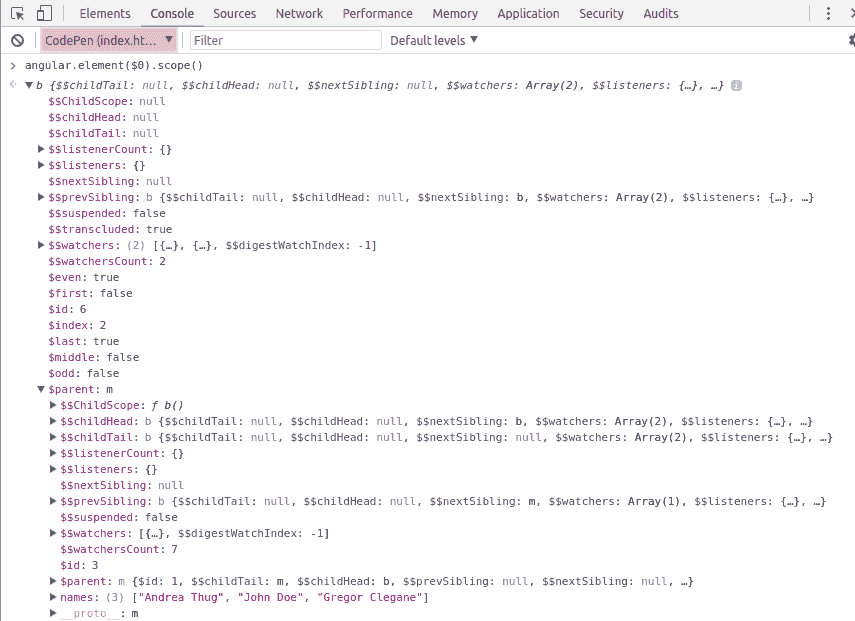 Elements Console Sources Network Performance Memory Application Security Audits
CodePen (index.ht… ▼ Filter Default levels ▼
> angular.element($0).scope()
b {$$childTail: null, $$childHead: null, $$nextSibling: null, $$watchers: Array(2), $$listeners: {…}, …} i
$$ChildScope: null
$$childHead: null
$$childTail: null
$$listenerCount: {}
$$listeners: {}
$$nextSibling: null
$$prevSibling: b {$$childTail: null, $$childHead: null, $$nextSibling: b, $$watchers: Array(2), $$listeners: {…}, …}
$$suspended: false
$$transcluded: true
$$watchers: (2) [{…}, {…}, $$digestWatchIndex: -1]
$$watchersCount: 2
$even: true
$first: false
$id: 6
$index: 2
$last: true
$middle: false
$odd: false
$parent: m
$$ChildScope: ƒ b()
$$childHead: b {$$childTail: null, $$childHead: null, $$nextSibling: b, $$watchers: Array(2), $$listeners: {…}, …}
$$childTail: b {$$childTail: null, $$childHead: null, $$nextSibling: null, $$watchers: Array(2), $$listeners: {…}, …}
$$listenerCount: {}
$$listeners: {}
$$nextSibling: null
$$prevSibling: b {$$childTail: null, $$childHead: null, $$nextSibling: m, $$watchers: Array(1), $$listeners: {…}, …}
$$suspended: false
$$watchers: [{…}, $$digestWatchIndex: -1]
$$watchersCount: 7
$id: 3
$parent: m {$id: 1, $$childTail: m, $$childHead: b, $$prevSibling: null, $$nextSibling: null, …}
names: (3) ["Andrea Thug", "John Doe", "Gregor Clegane"]
__proto__: m